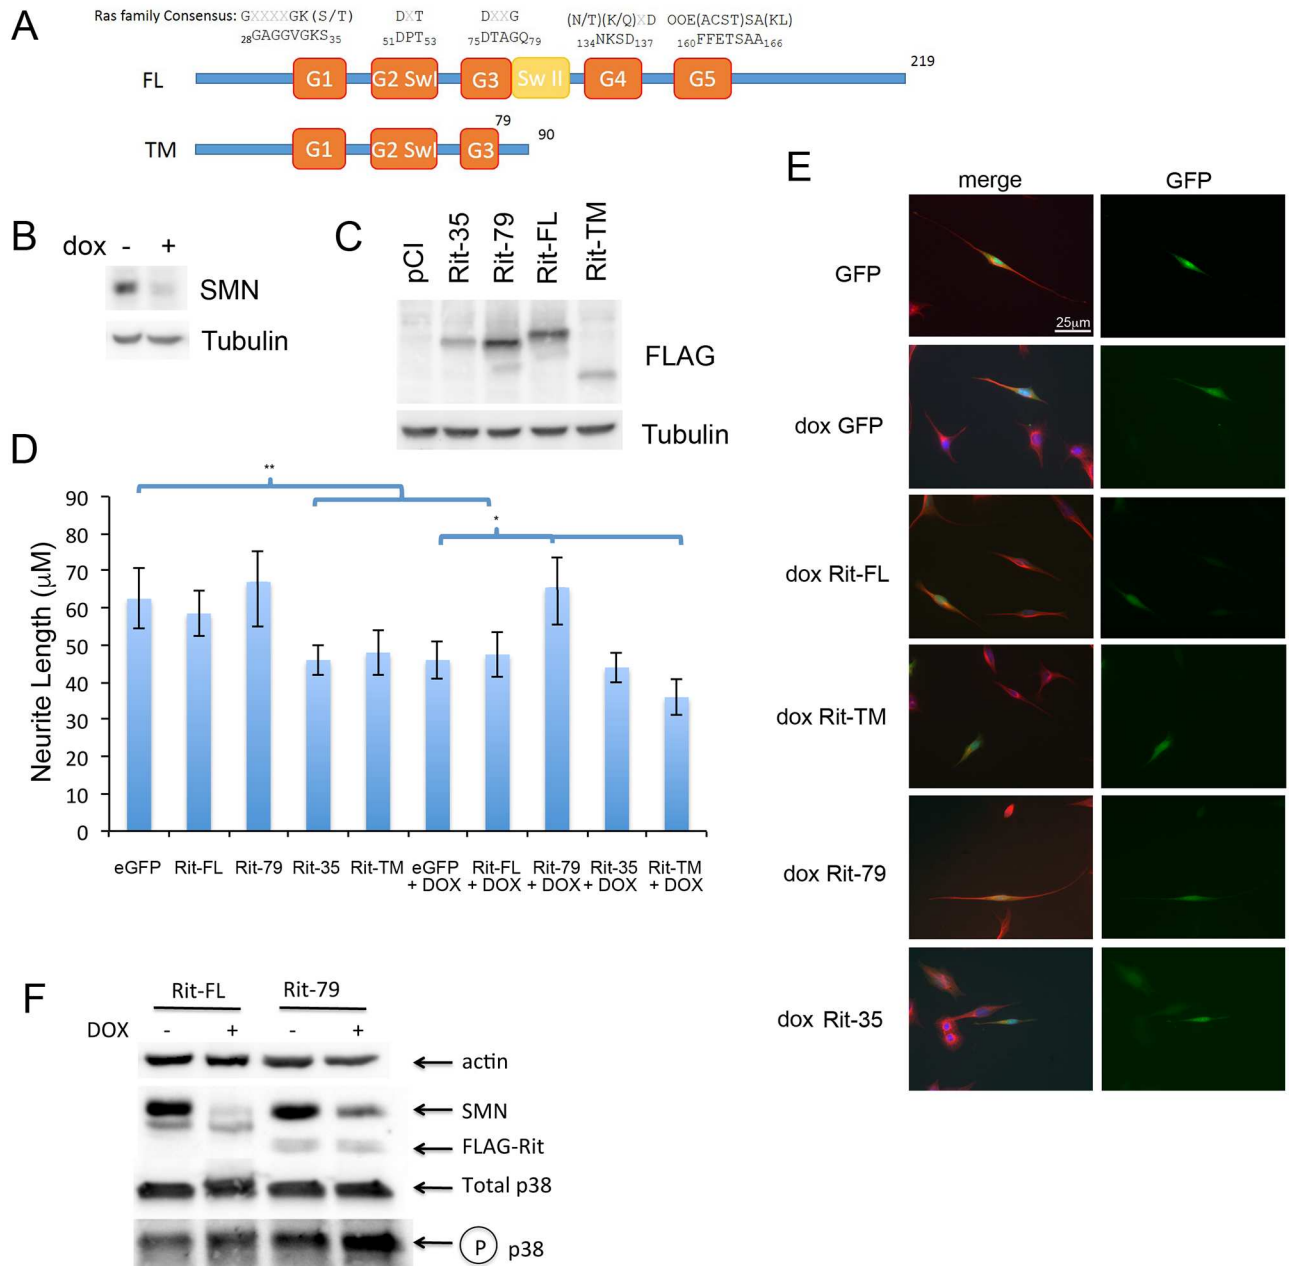 A
Ras family Consensus: GXXXXGK(S/T) DXT DXXG (N/T)(K/Q)XD OOE(ACST)SA(KL)
28GAGGVGKS35 51DPT53 75DTAGQ79 134NKSD137 160FFETSAA166
FL G1 G2 SwI G3 Sw II G4 G5 219
TM G1 G2 SwI G3 79 90
B
dox - +
SMN
Tubulin
C
pCI Rit-35 Rit-79 Rit-FL Rit-TM
FLAG
Tubulin
D
**
*
Neurite Length (µM)
90
80
70
60
50
40
30
20
10
0
eGFP Rit-FL Rit-79 Rit-35 Rit-TM eGFP + DOX Rit-FL + DOX Rit-79 + DOX Rit-35 + DOX Rit-TM + DOX
E
merge GFP
GFP
25µm
dox GFP
dox Rit-FL
dox Rit-TM
dox Rit-79
dox Rit-35
F
Rit-FL Rit-79
DOX - + - +
actin
SMN
FLAG-Rit
Total p38
P p38